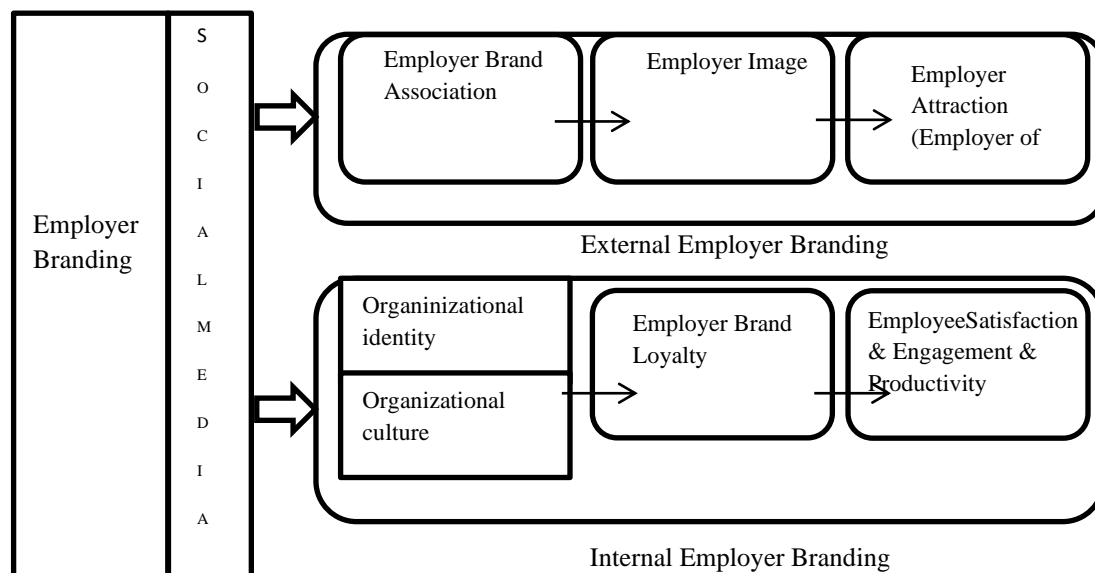 Employer
Branding
S
O
C
I
A
L
M
E
D
I
A
Employer Brand
Association
Employer Image
Employer
Attraction
(Employer of
External Employer Branding
Organinizational
identity
Organizational
culture
Employer Brand
Loyalty
EmployeeSatisfaction
& Engagement &
Productivity
Internal Employer Branding